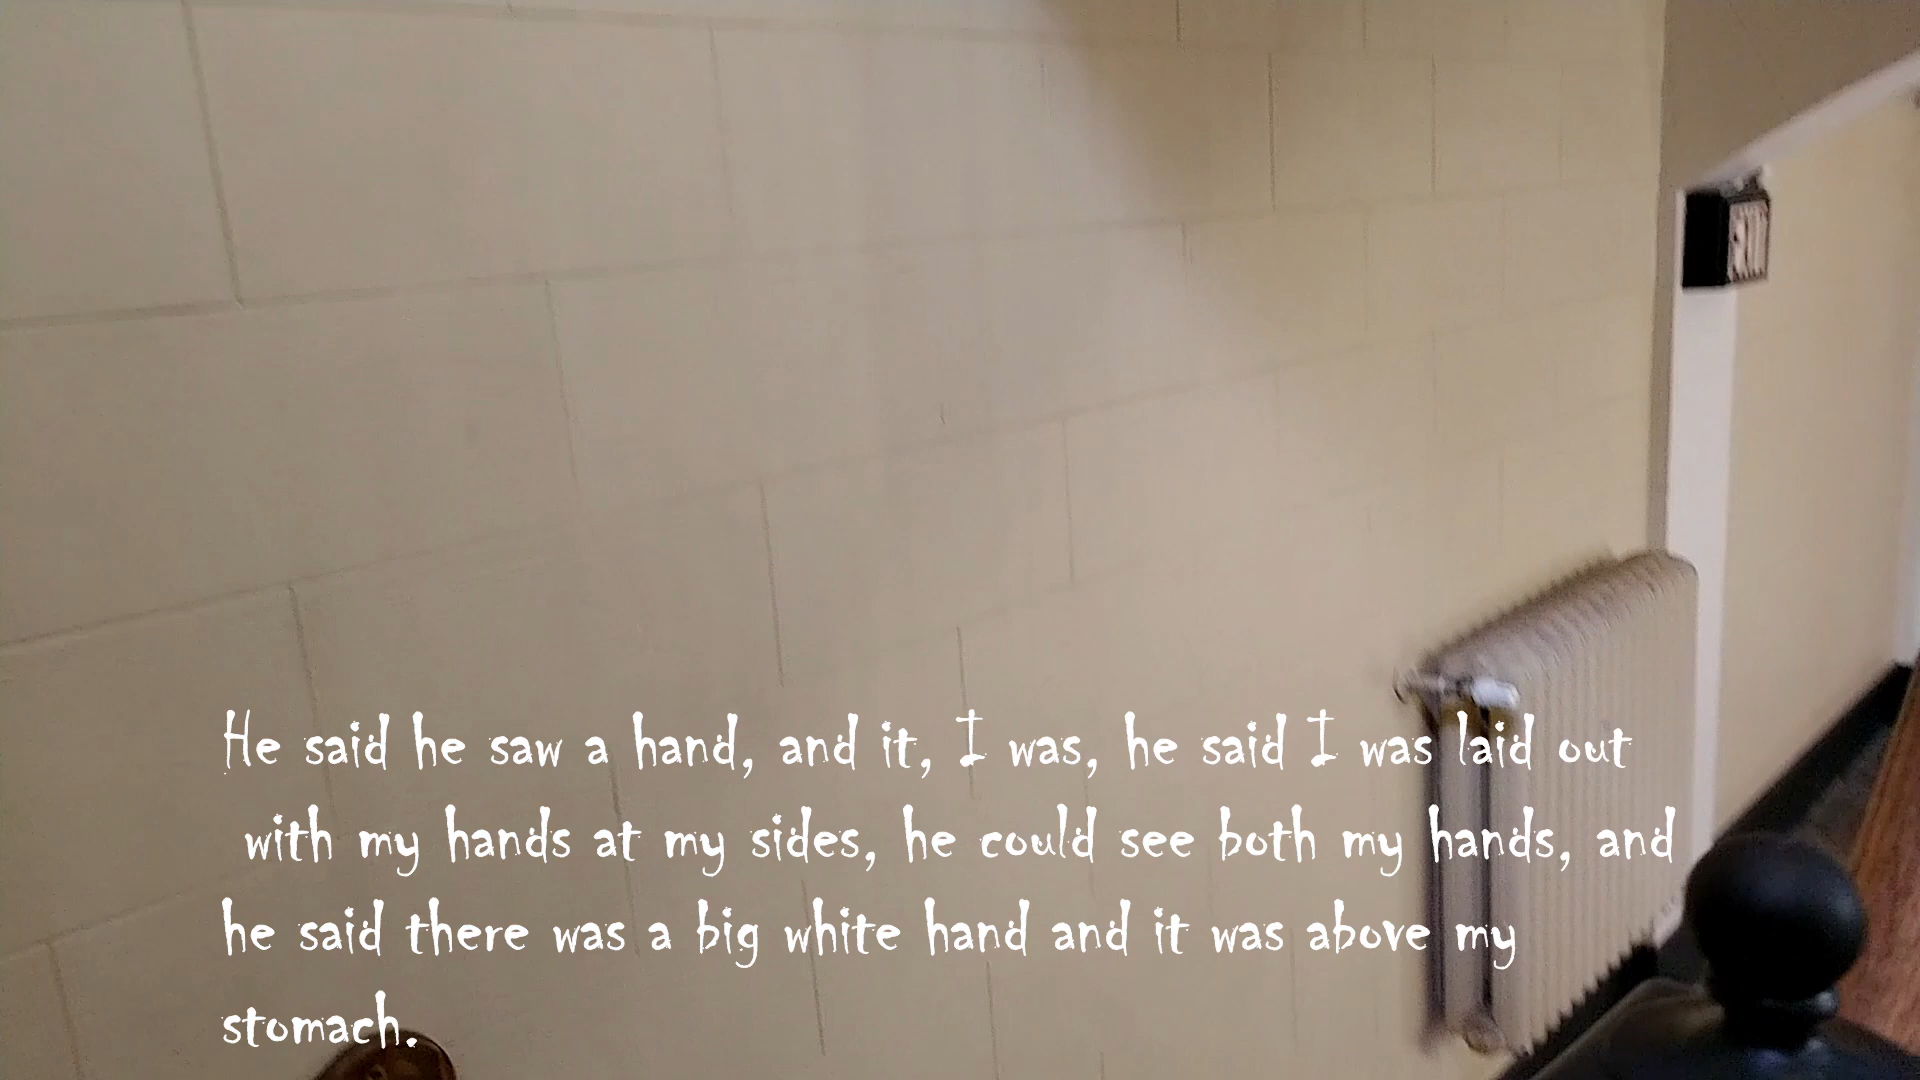 EXIT
He said he saw a hand, and it, I was, he said I was laid out
with my hands at my sides, he could see both my hands, and
he said there was a big white hand and it was above my
stomach.